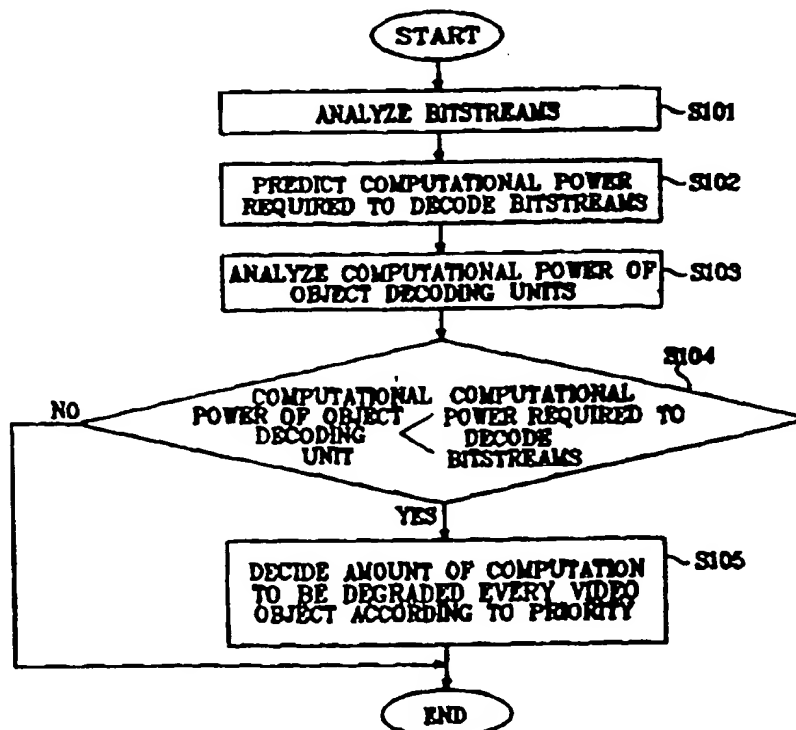 START
ANALYZE BITSTREAMS
S101
PREDICT COMPUTATIONAL POWER
REQUIRED TO DECODE BITSTREAMS
S102
ANALYZE COMPUTATIONAL POWER OF
OBJECT DECODING UNITS
S103
S104
NO
COMPUTATIONAL
POWER OF OBJECT
DECODING
UNIT
<
COMPUTATIONAL
POWER REQUIRED TO
DECODE
BITSTREAMS
YES
DECIDE AMOUNT OF COMPUTATION
TO BE DEGRADED EVERY VIDEO
OBJECT ACCORDING TO PRIORITY
S105
END